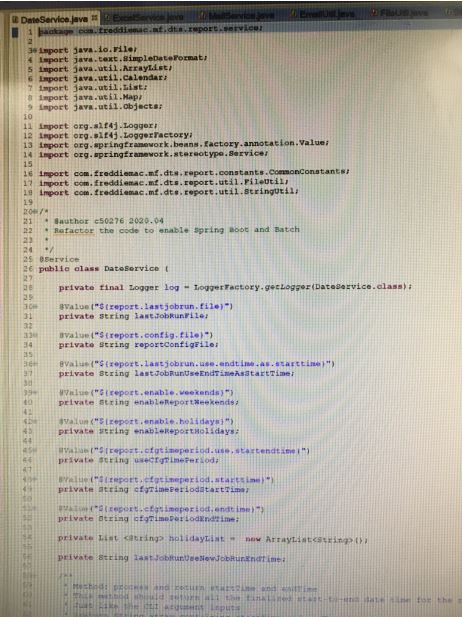 DateService.java ExcelService.java MailService.java EmailUtil.java FileUtil.java
1 package com.freddiemac.mf.dts.report.service;
2
3 import java.io.File;
4 import java.text.SimpleDateFormat;
5 import java.util.ArrayList;
6 import java.util.Calendar;
7 import java.util.List;
8 import java.util.Map;
9 import java.util.Objects;
10
11 import org.slf4j.Logger;
12 import org.slf4j.LoggerFactory;
13 import org.springframework.beans.factory.annotation.Value;
14 import org.springframework.stereotype.Service;
15
16 import com.freddiemac.mf.dts.report.constants.CommonConstants;
17 import com.freddiemac.mf.dts.report.util.FileUtil;
18 import com.freddiemac.mf.dts.report.util.StringUtil;
19
20 /*
21 * @author c50276 2020.04
22 * Refactor the code to enable Spring Boot and Batch
23 *
24 */
25 @Service
26 public class DateService {
27
28 private final Logger log = LoggerFactory.getLogger(DateService.class);
29
30 @Value("${report.lastjobrun.file}")
31 private String lastJobRunFile;
32
33 @Value("${report.config.file}")
34 private String reportConfigFile;
35
36 @Value("${report.lastjobrun.use.endtime.as.starttime}")
37 private String lastJobRunUseEndTimeAsStartTime;
38
39 @Value("${report.enable.weekends}")
40 private String enableReportWeekends;
41
42 @Value("${report.enable.holidays}")
43 private String enableReportHolidays;
44
45 @Value("${report.cfgtimeperiod.use.startendtime}")
46 private String useCfgTimePeriod;
47
48 @Value("${report.cfgtimeperiod.starttime}")
49 private String cfgTimePeriodStartTime;
50
51 @Value("${report.cfgtimeperiod.endtime}")
52 private String cfgTimePeriodEndTime;
53
54 private List <String> holidayList = new ArrayList<String>();
55
56 private String lastJobRunUseNewJobRunEndTime;
/**
* Method: process and return startTime and endTime
* This method should return all the finalized start-to-end date time for the
* Just like the CLI argument inputs